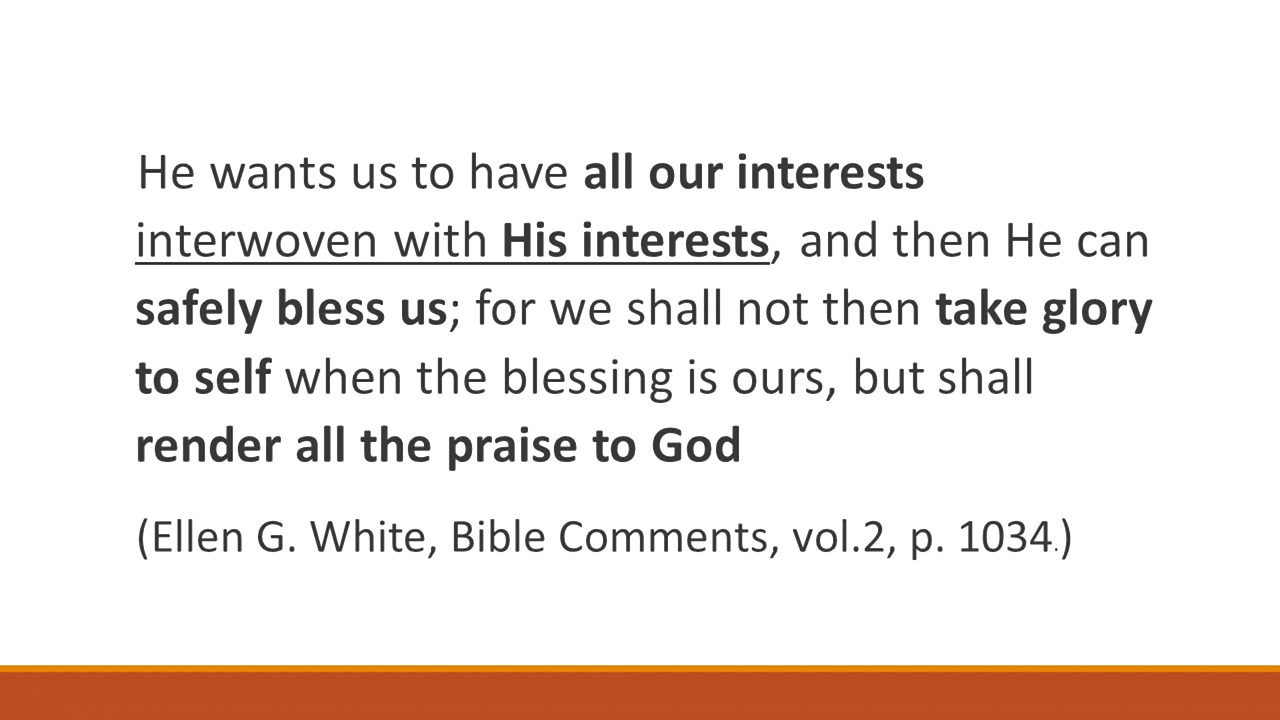 He wants us to have all our interests
interwoven with His interests, and then He can
safely bless us; for we shall not then take glory
to self when the blessing is ours, but shall
render all the praise to God
(Ellen G. White, Bible Comments, vol.2, p. 1034.)